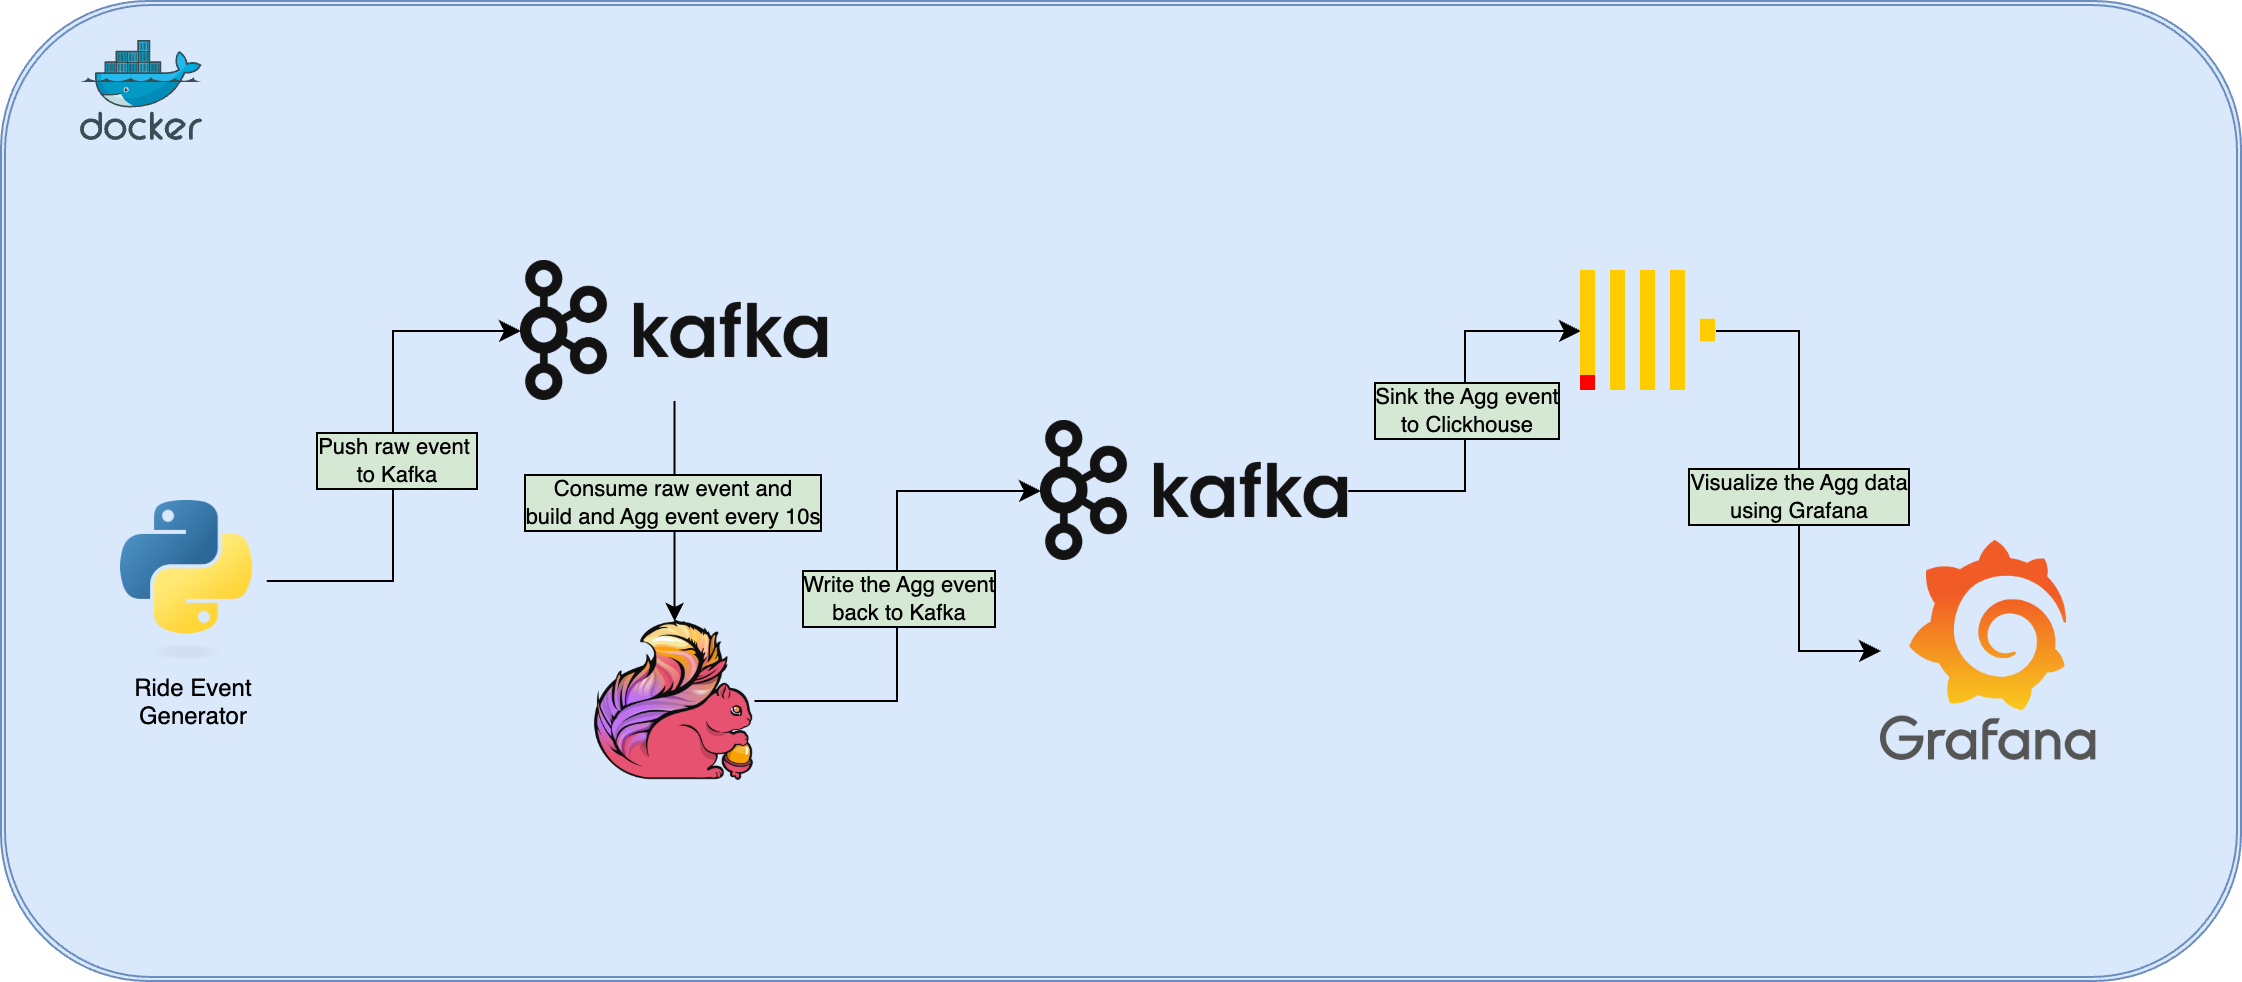 docker
kafka
Push raw event
to Kafka
Ride Event
Generator
Consume raw event and
build and Agg event every 10s
Write the Agg event
back to Kafka
kafka
Sink the Agg event
to Clickhouse
Visualize the Agg data
using Grafana
Grafana